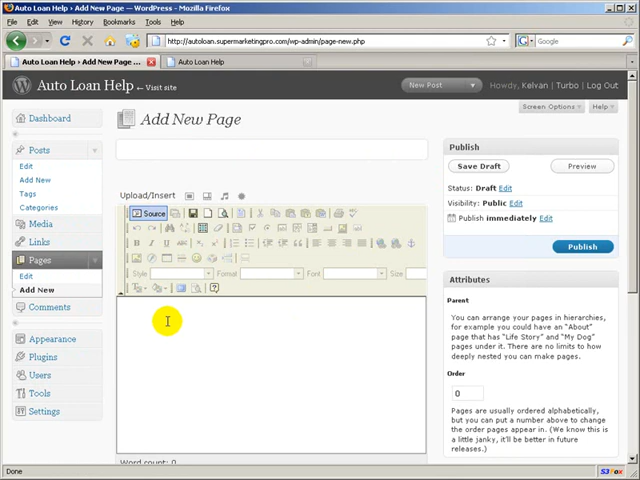 Auto Loan Help › Add New Page — WordPress - Mozilla Firefox
File Edit View History Bookmarks Tools Help
http://autoloan.supermarketingpro.com/wp-admin/page-new.php
Google
Auto Loan Help › Add New Page ...
Auto Loan Help
Auto Loan Help ← Visit site
New Post
Howdy, Kelvan | Turbo | Log Out
Screen Options
Help
Dashboard
Posts
Edit
Add New
Tags
Categories
Media
Links
Pages
Edit
Add New
Comments
Appearance
Plugins
Users
Tools
Settings
Add New Page
Upload/Insert
Source
Style Format Font Size
Word count: 0
Publish
Save Draft
Preview
Status: Draft Edit
Visibility: Public Edit
Publish immediately Edit
Publish
Attributes
Parent
You can arrange your pages in hierarchies,
for example you could have an "About"
page that has "Life Story" and "My Dog"
pages under it. There are no limits to how
deeply nested you can make pages.
Order
0
Pages are usually ordered alphabetically,
but you can put a number above to change
the order pages appear in. (We know this
is a little janky, it'll be better in future
releases.)
Done
S3Fox